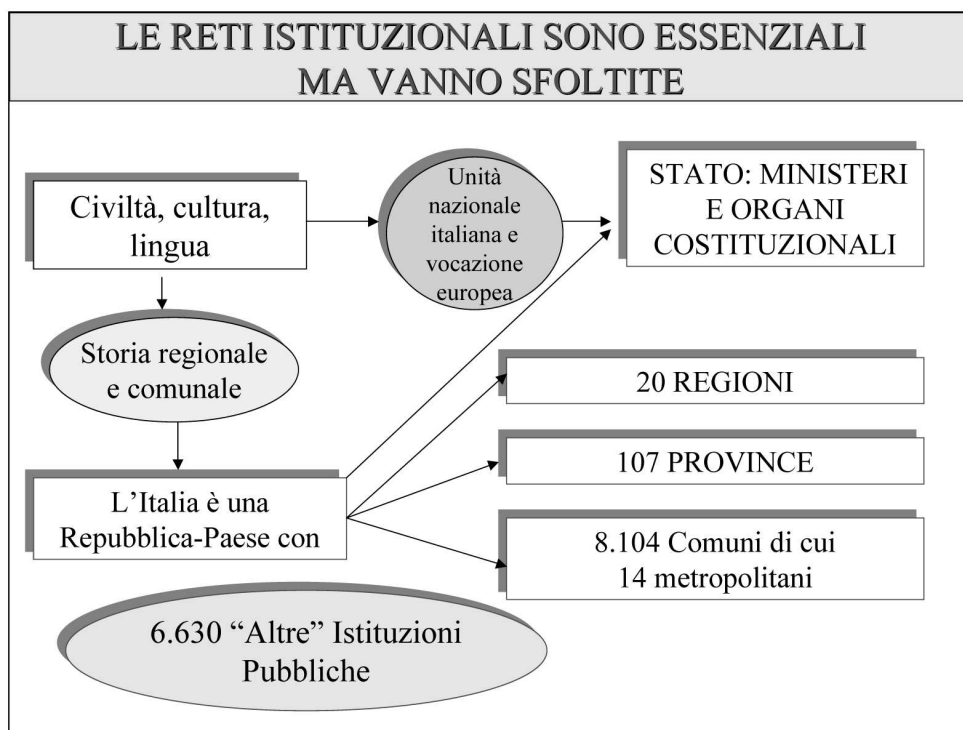 LE RETI ISTITUZIONALI SONO ESSENZIALI
MA VANNO SFOLTITE
Civiltà, cultura,
lingua
Unità
nazionale
italiana e
vocazione
europea
STATO: MINISTERI
E ORGANI
COSTITUZIONALI
Storia regionale
e comunale
20 REGIONI
107 PROVINCE
L’Italia è una
Repubblica-Paese con
8.104 Comuni di cui
14 metropolitani
6.630 “Altre” Istituzioni
Pubbliche